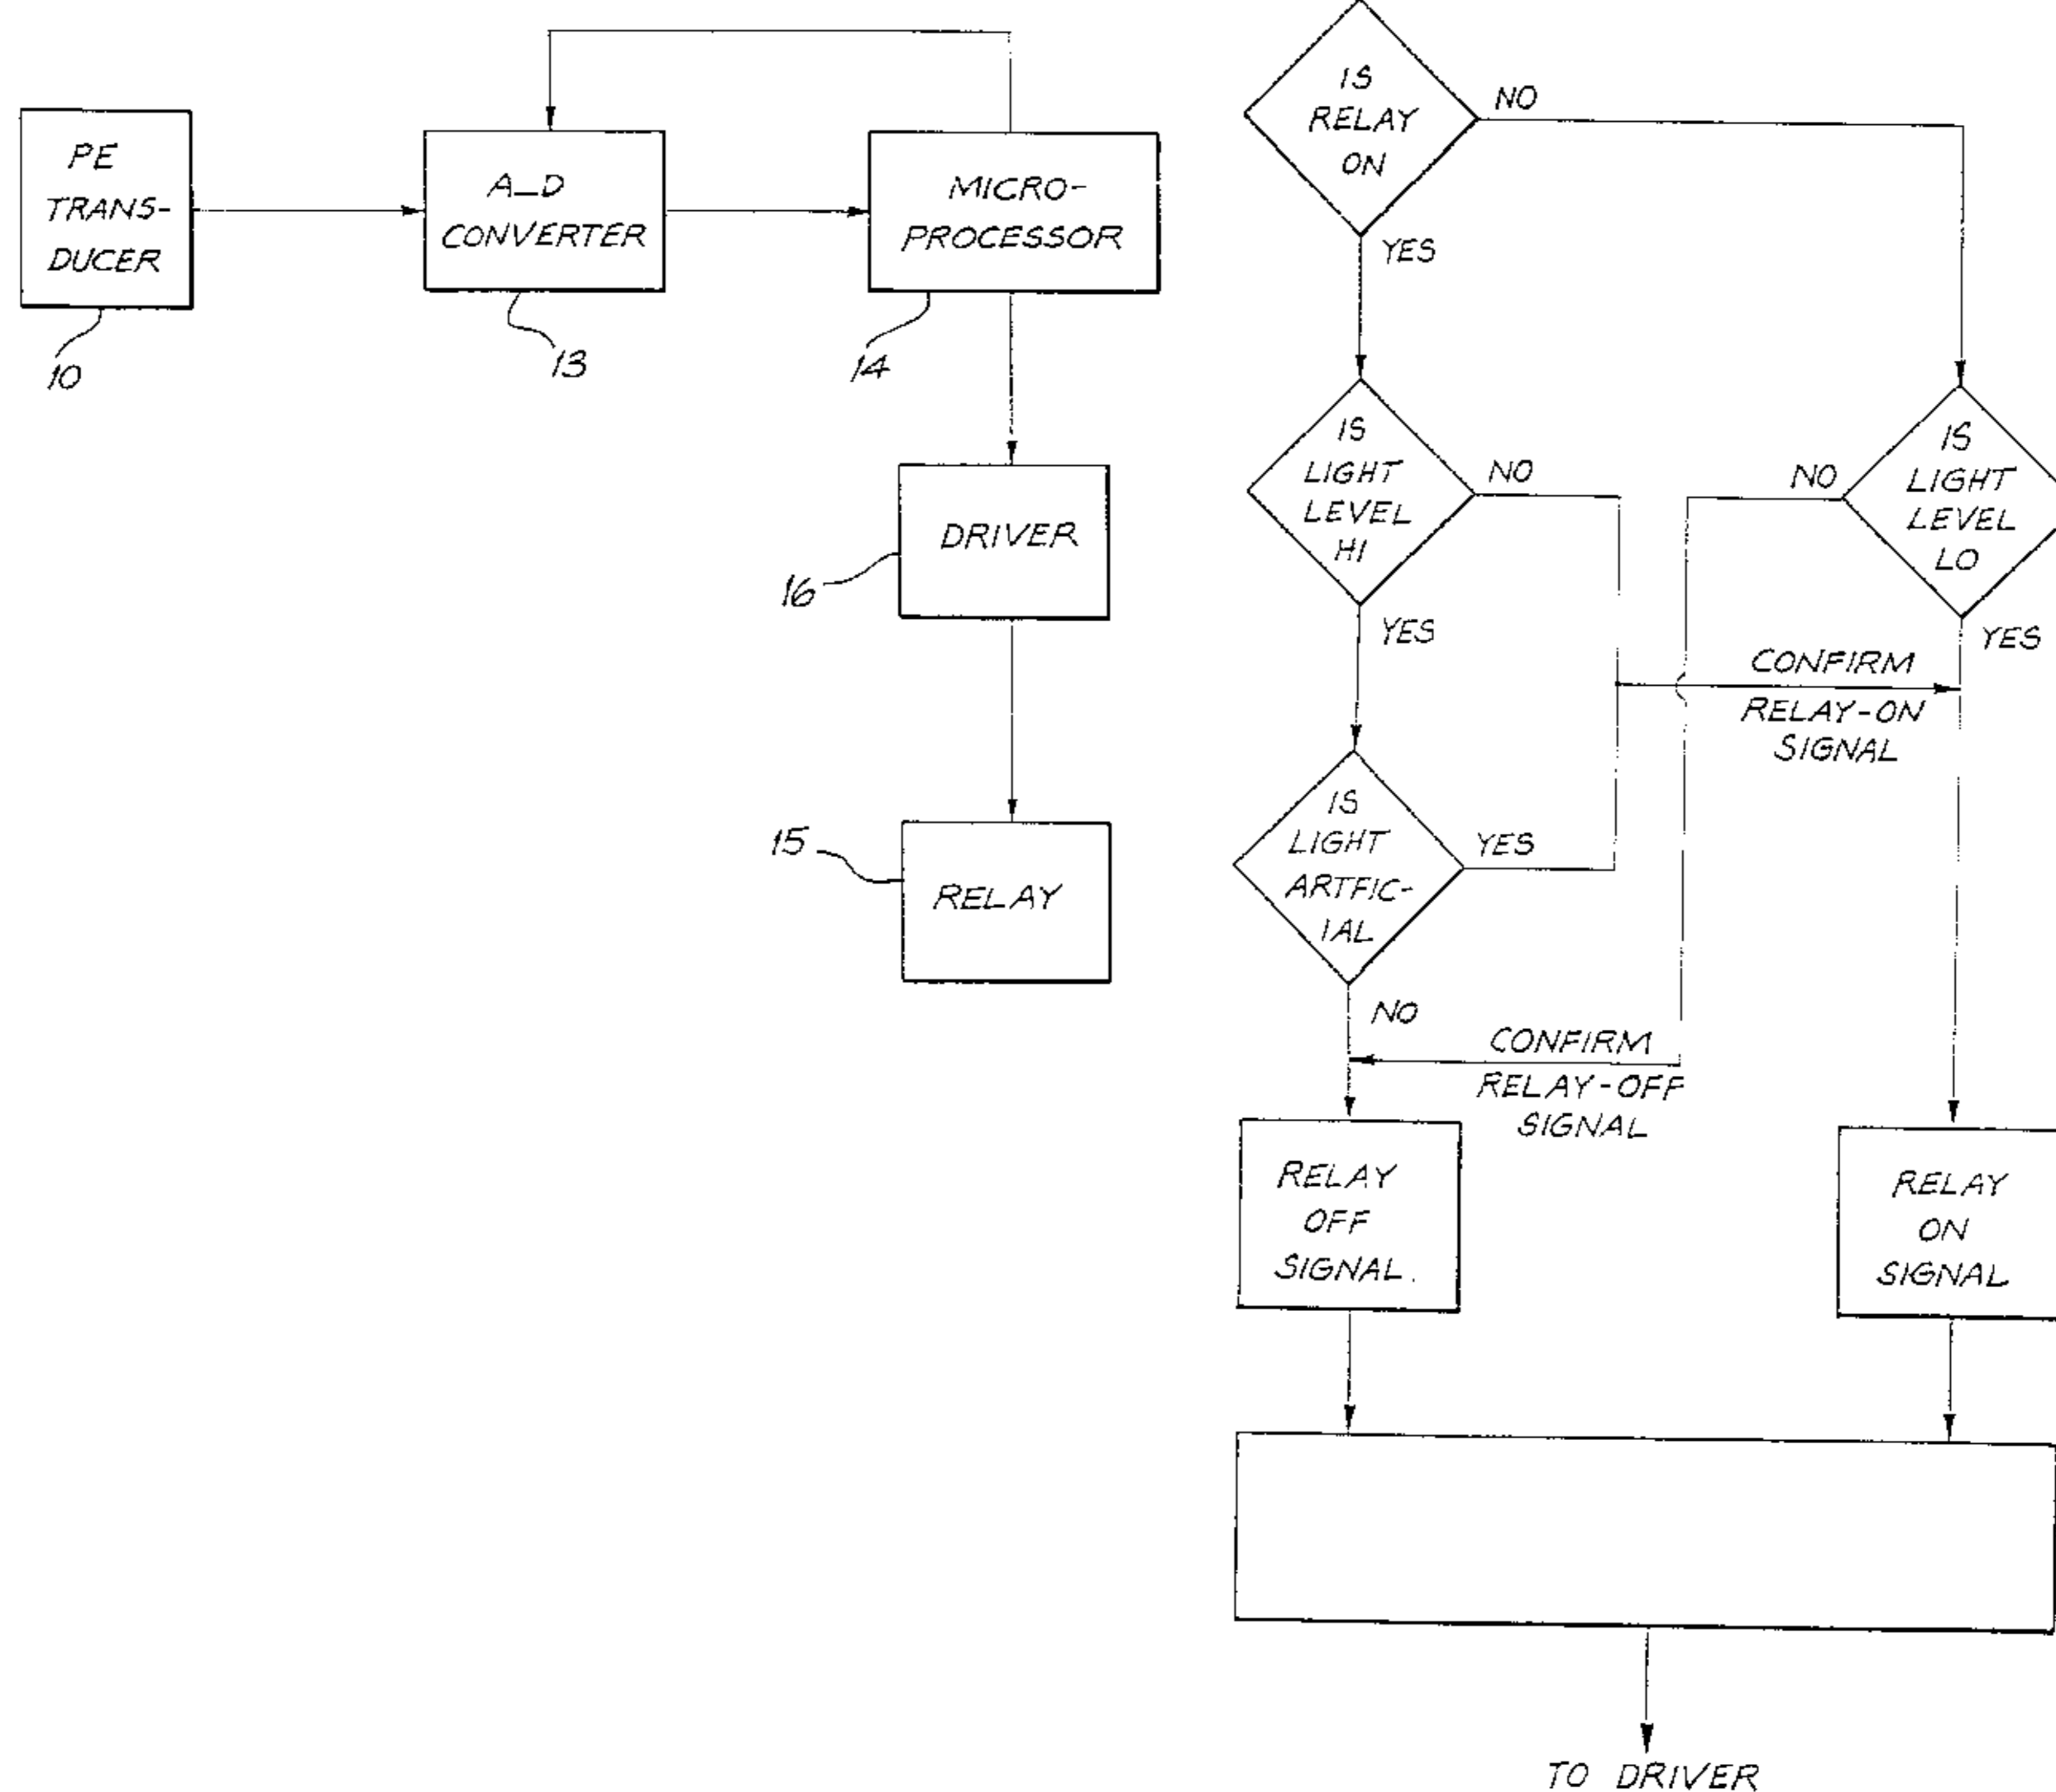 PE
TRANS-
DUCER
10
A_D
CONVERTER
13
MICRO-
PROCESSOR
14
DRIVER
16
RELAY
15
IS
RELAY
ON
NO
YES
IS
LIGHT
LEVEL
HI
NO
YES
IS
LIGHT
LEVEL
LO
NO
YES
CONFIRM
RELAY-ON
SIGNAL
IS
LIGHT
ARTFIC-
IAL
YES
NO
CONFIRM
RELAY-OFF
SIGNAL
RELAY
OFF
SIGNAL
RELAY
ON
SIGNAL
TO DRIVER